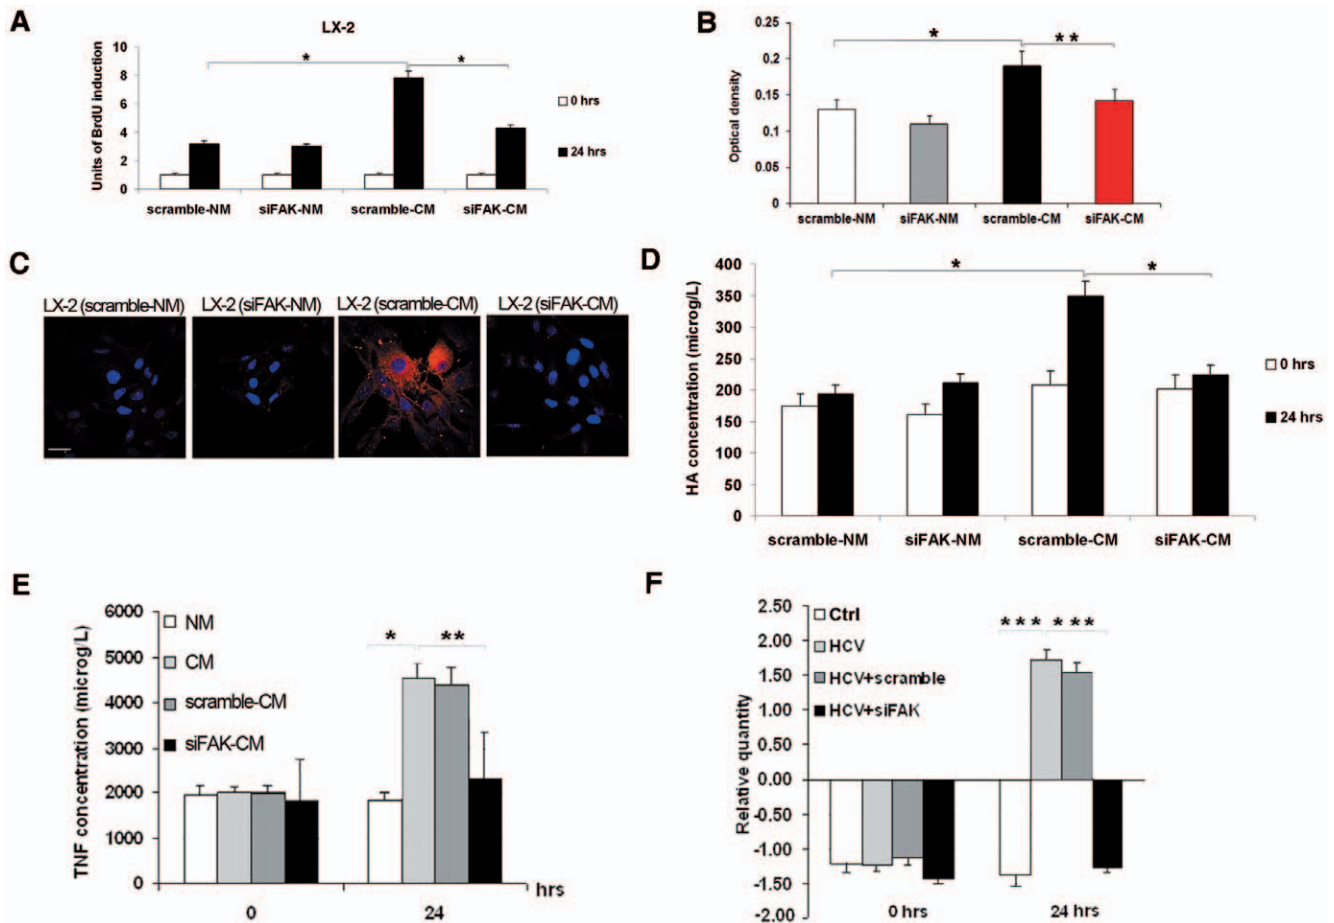 A
LX-2
Units of BrdU induction
10
8
6
4
2
0
*
*
0 hrs
24 hrs
scramble-NM siFAK-NM scramble-CM siFAK-CM
B
Optical density
0.25
0.2
0.15
0.1
0.05
0
*
**
scramble-NM siFAK-NM scramble-CM siFAK-CM
C
LX-2 (scramble-NM) LX-2 (siFAK-NM) LX-2 (scramble-CM) LX-2 (siFAK-CM)
D
HA concentration (microg/L)
400
350
300
250
200
150
100
50
0
*
*
0 hrs
24 hrs
scramble-NM siFAK-NM scramble-CM siFAK-CM
E
TNF concentration (microg/L)
6000
5000
4000
3000
2000
1000
0
NM
CM
scramble-CM
siFAK-CM
*
**
hrs
0 24
F
Relative quantity
2.50
2.00
1.50
1.00
0.50
0.00
-0.50
-1.00
-1.50
-2.00
Ctrl
HCV
HCV+scramble
HCV+siFAK
*** ***
0 hrs 24 hrs